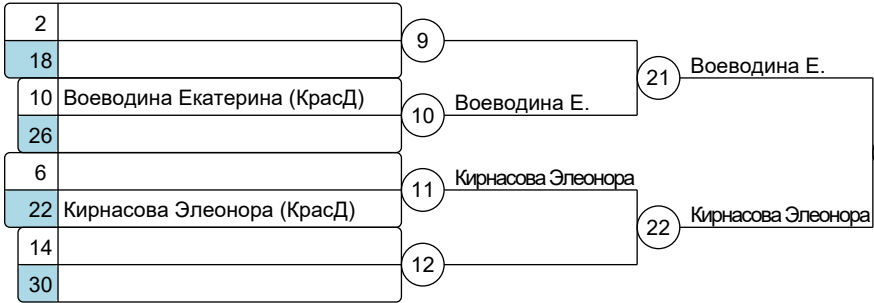 2
18
9
10 Воеводина Екатерина (КрасД)
26
10
Воеводина Е.
21
Воеводина Е.
6
22 Кирнасова Элеонора (КрасД)
11
Кирнасова Элеонора
14
30
12
22
Кирнасова Элеонора